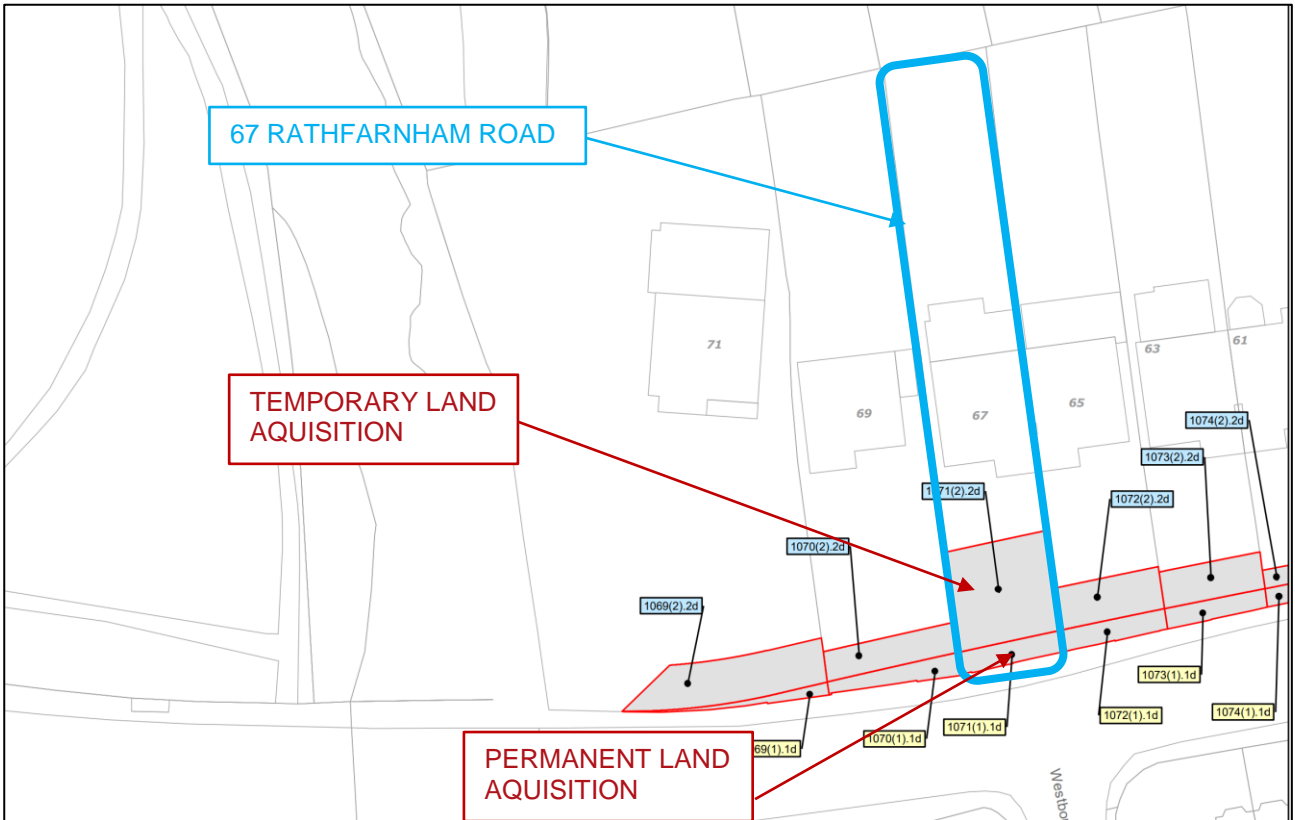 67 RATHFARNHAM ROAD
71
63
61
TEMPORARY LAND
AQUISITION
69
67
65
1074(2).2d
1073(2).2d
1071(2).2d
1072(2).2d
1070(2).2d
1069(2).2d
1073(1).1d
1074(1).1d
1072(1).1d
1071(1).1d
1070(1).1d
69(1).1d
PERMANENT LAND
AQUISITION